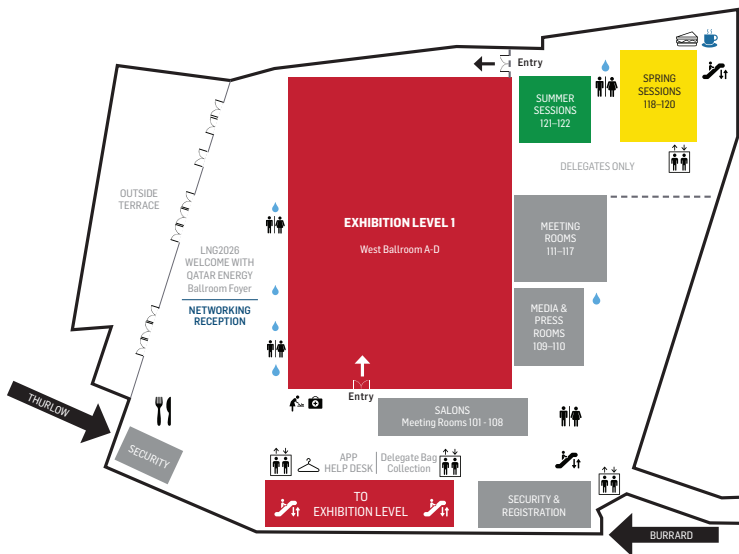 Entry
SPRING
SESSIONS
118–120
SUMMER
SESSIONS
121–122
DELEGATES ONLY
OUTSIDE
TERRACE
EXHIBITION LEVEL 1
West Ballroom A-D
MEETING
ROOMS
111–117
LNG2026
WELCOME WITH
QATAR ENERGY
Ballroom Foyer
NETWORKING
RECEPTION
MEDIA &
PRESS
ROOMS
109–110
Entry
THURLOW
SALONS
Meeting Rooms 101 - 108
SECURITY
APP
HELP DESK
Delegate Bag
Collection
TO
EXHIBITION LEVEL
SECURITY &
REGISTRATION
BURRARD